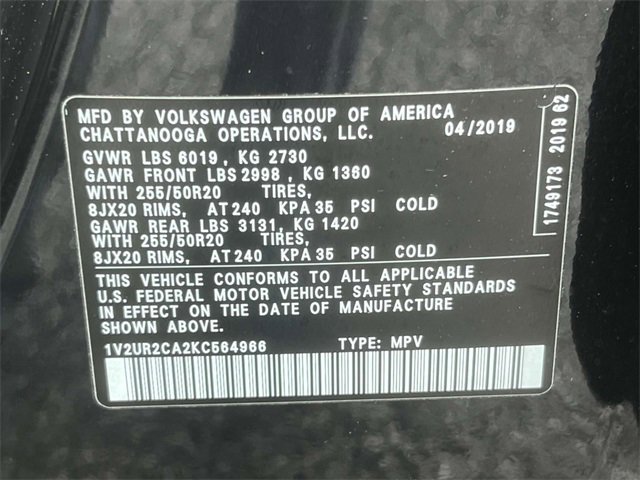 MFD BY VOLKSWAGEN GROUP OF AMERICA
CHATTANOOGA OPERATIONS, LLC. 04/2019
GVWR LBS 6019 , KG 2730
GAWR FRONT LBS 2998 , KG 1360
WITH 255/50R20 TIRES,
8JX20 RIMS, AT 240 KPA 35 PSI COLD
GAWR REAR LBS 3131, KG 1420
WITH 255/50R20 TIRES,
8JX20 RIMS, AT 240 KPA 35 PSI COLD
THIS VEHICLE CONFORMS TO ALL APPLICABLE
U.S. FEDERAL MOTOR VEHICLE SAFETY STANDARDS
IN EFFECT ON THE DATE OF MANUFACTURE
SHOWN ABOVE.
1V2UR2CA2KC564966 TYPE: MPV
1749173 2019 62